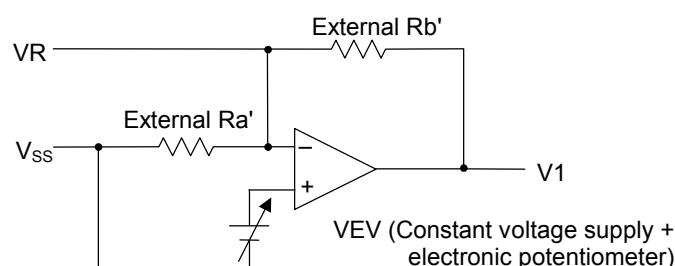 External Rb'
VR
External Ra'
VSS
−
+
V1
VEV (Constant voltage supply +
electronic potentiometer)